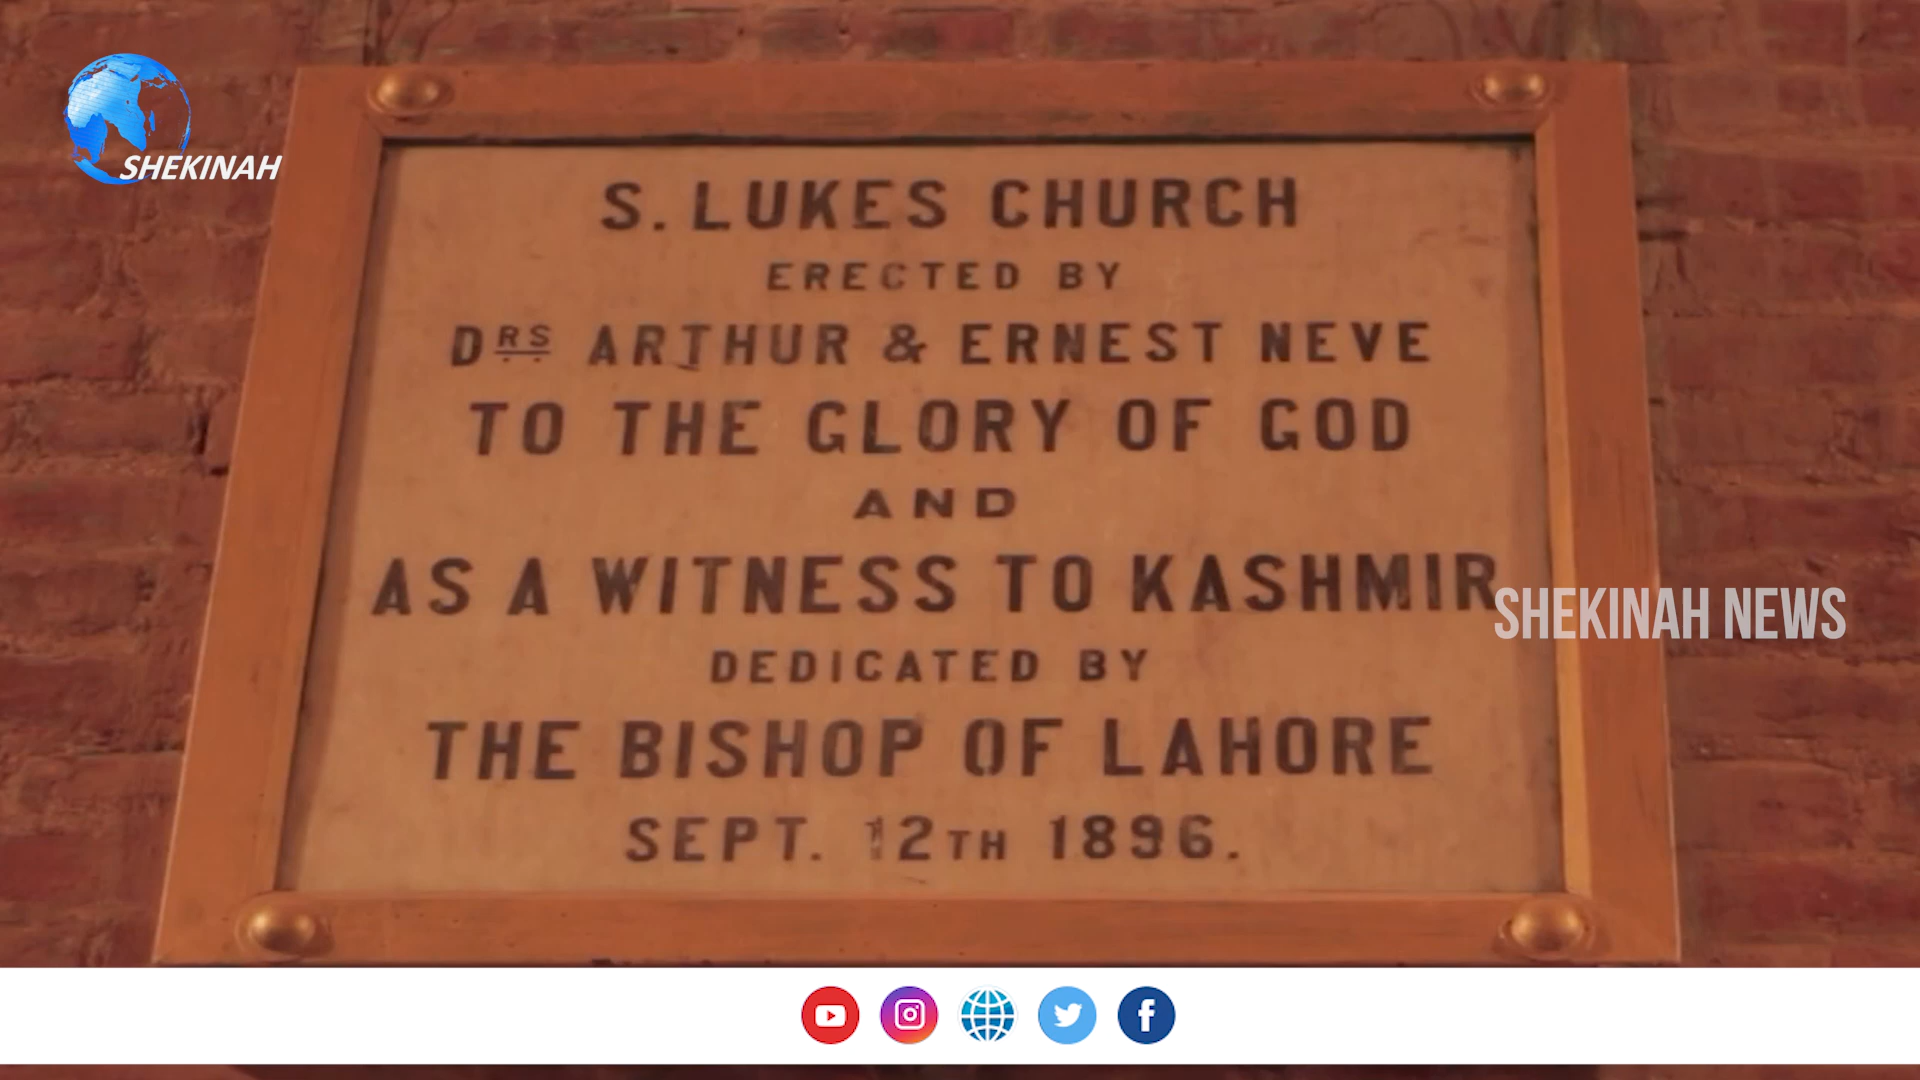 SHEKINAH
S. LUKES CHURCH
ERECTED BY
DRS ARTHUR & ERNEST NEVE
TO THE GLORY OF GOD
AND
AS A WITNESS TO KASHMIR
SHEKINAH NEWS
DEDICATED BY
THE BISHOP OF LAHORE
SEPT. 12TH 1896.